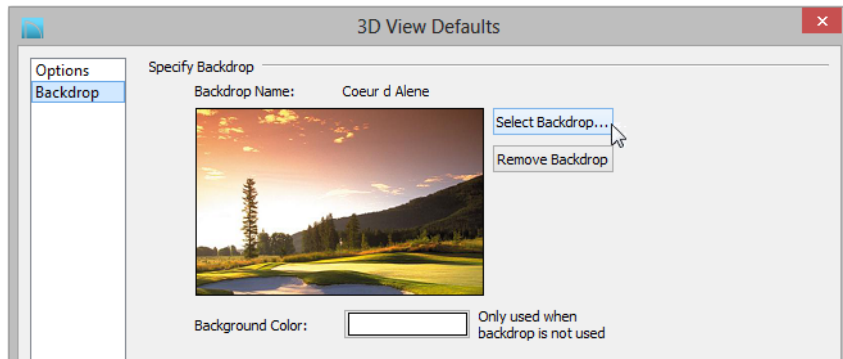 3D View Defaults
Options
Backdrop
Specify Backdrop
Backdrop Name: Coeur d Alene
Select Backdrop...
Remove Backdrop
Background Color:
Only used when
backdrop is not used